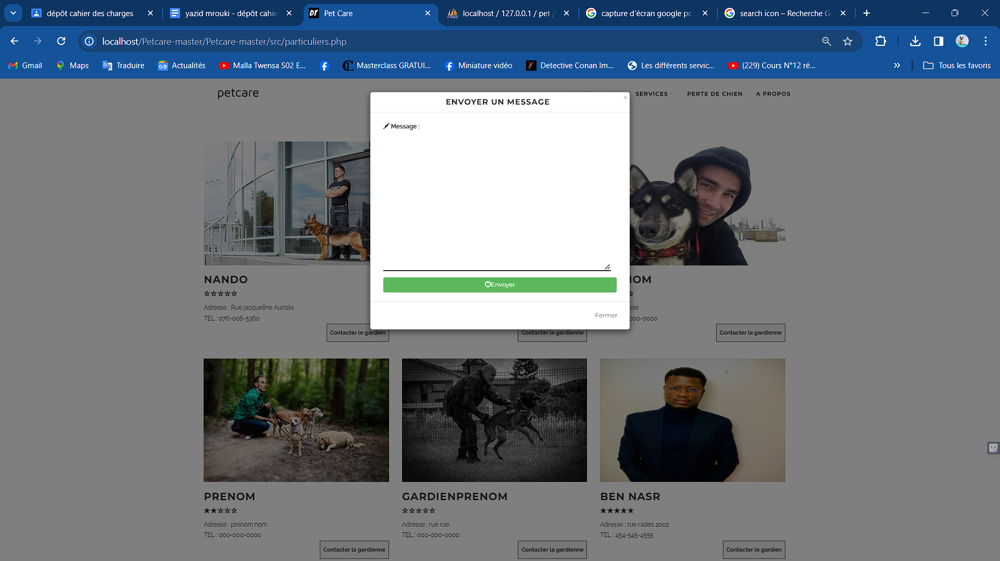 dépôt cahier des charges
yazid mrouki - dépôt cahie
DT Pet Care
localhost / 127.0.0.1 / pet /
capture d'écran google pc
search icon – Recherche Go
localhost/Petcare-master/Petcare-master/src/particuliers.php
Gmail
Maps
Traduire
Actualités
Malla Twensa S02 E...
Masterclass GRATUI...
Miniature vidéo
Detective Conan Im...
Les différents servic...
(229) Cours N°12 ré...
Tous les favoris
petcare
SERVICES
PERTE DE CHIEN
A PROPOS
ENVOYER UN MESSAGE
×
Message :
Envoyer
Fermer
SECURITY
NANDO
☆☆☆☆☆
Adresse : Rue jacqueline Auriole
TEL : 076-008-5360
Contacter le gardien
Contacter la gardienne
OM
oie
000-0000
Contacter la gardienne
PRENOM
★★☆☆☆
Adresse : prenom nom
TEL : 000-000-0000
Contacter la gardienne
KLIM
GARDIENPRENOM
☆☆☆☆☆
Adresse : rue rue
TEL : 000-000-0000
Contacter la gardienne
BEN NASR
★★★★★
Adresse : rue rades 2002
TEL : 454-545-4555
Contacter le gardien